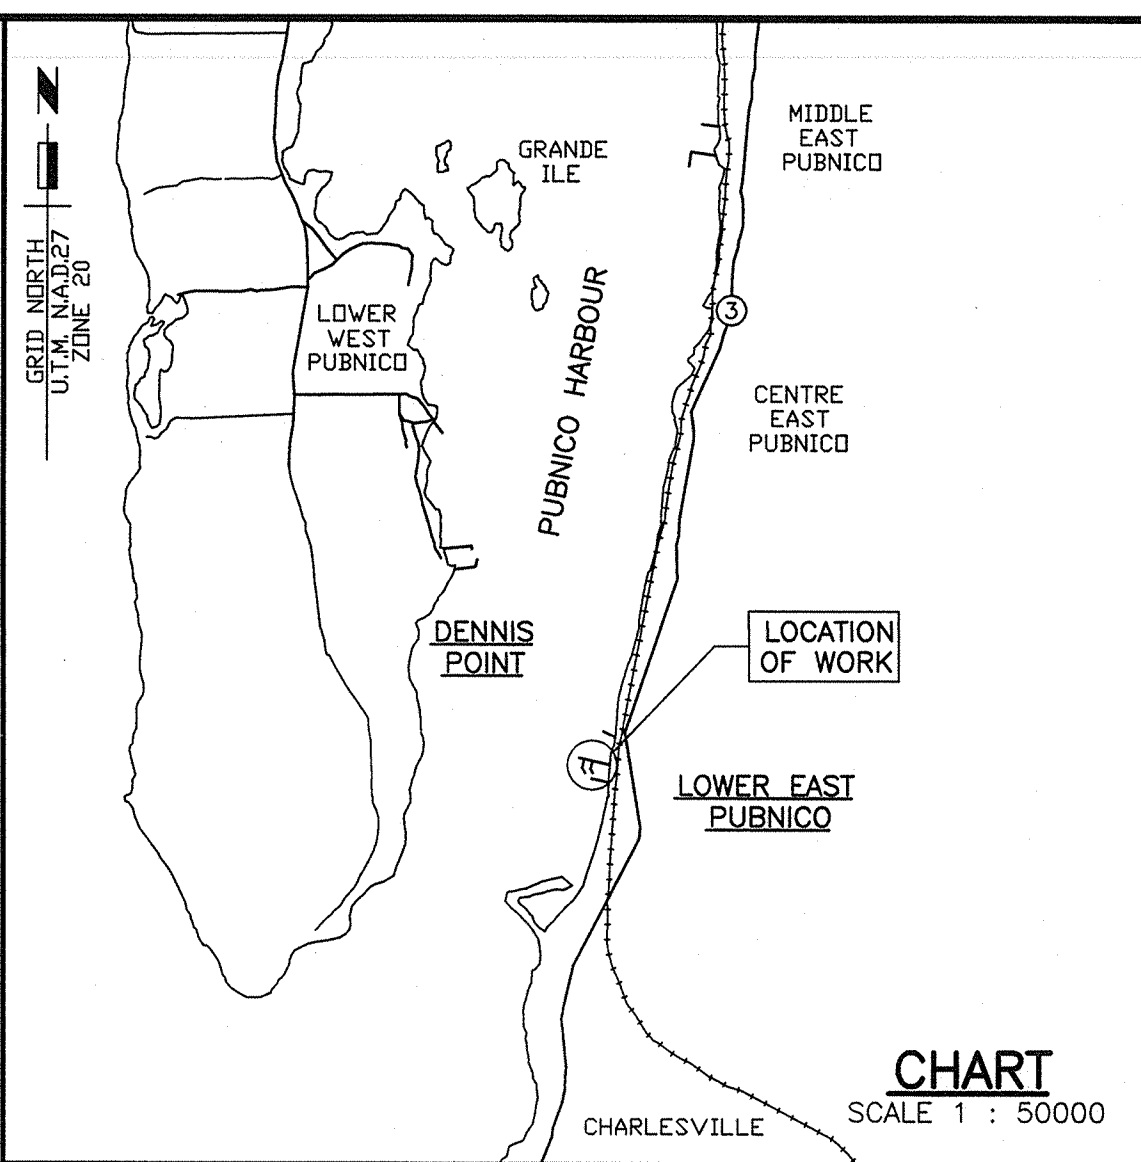 N
GRID NORTH
U.T.M. N.A.D.27
ZONE 20
MIDDLE
EAST
PUBNICO
GRANDE
ILE
LOWER
WEST
PUBNICO
PUBNICO HARBOUR
3
CENTRE
EAST
PUBNICO
DENNIS
POINT
LOCATION
OF WORK
LOWER EAST
PUBNICO
CHARLESVILLE
CHART
SCALE 1 : 50000